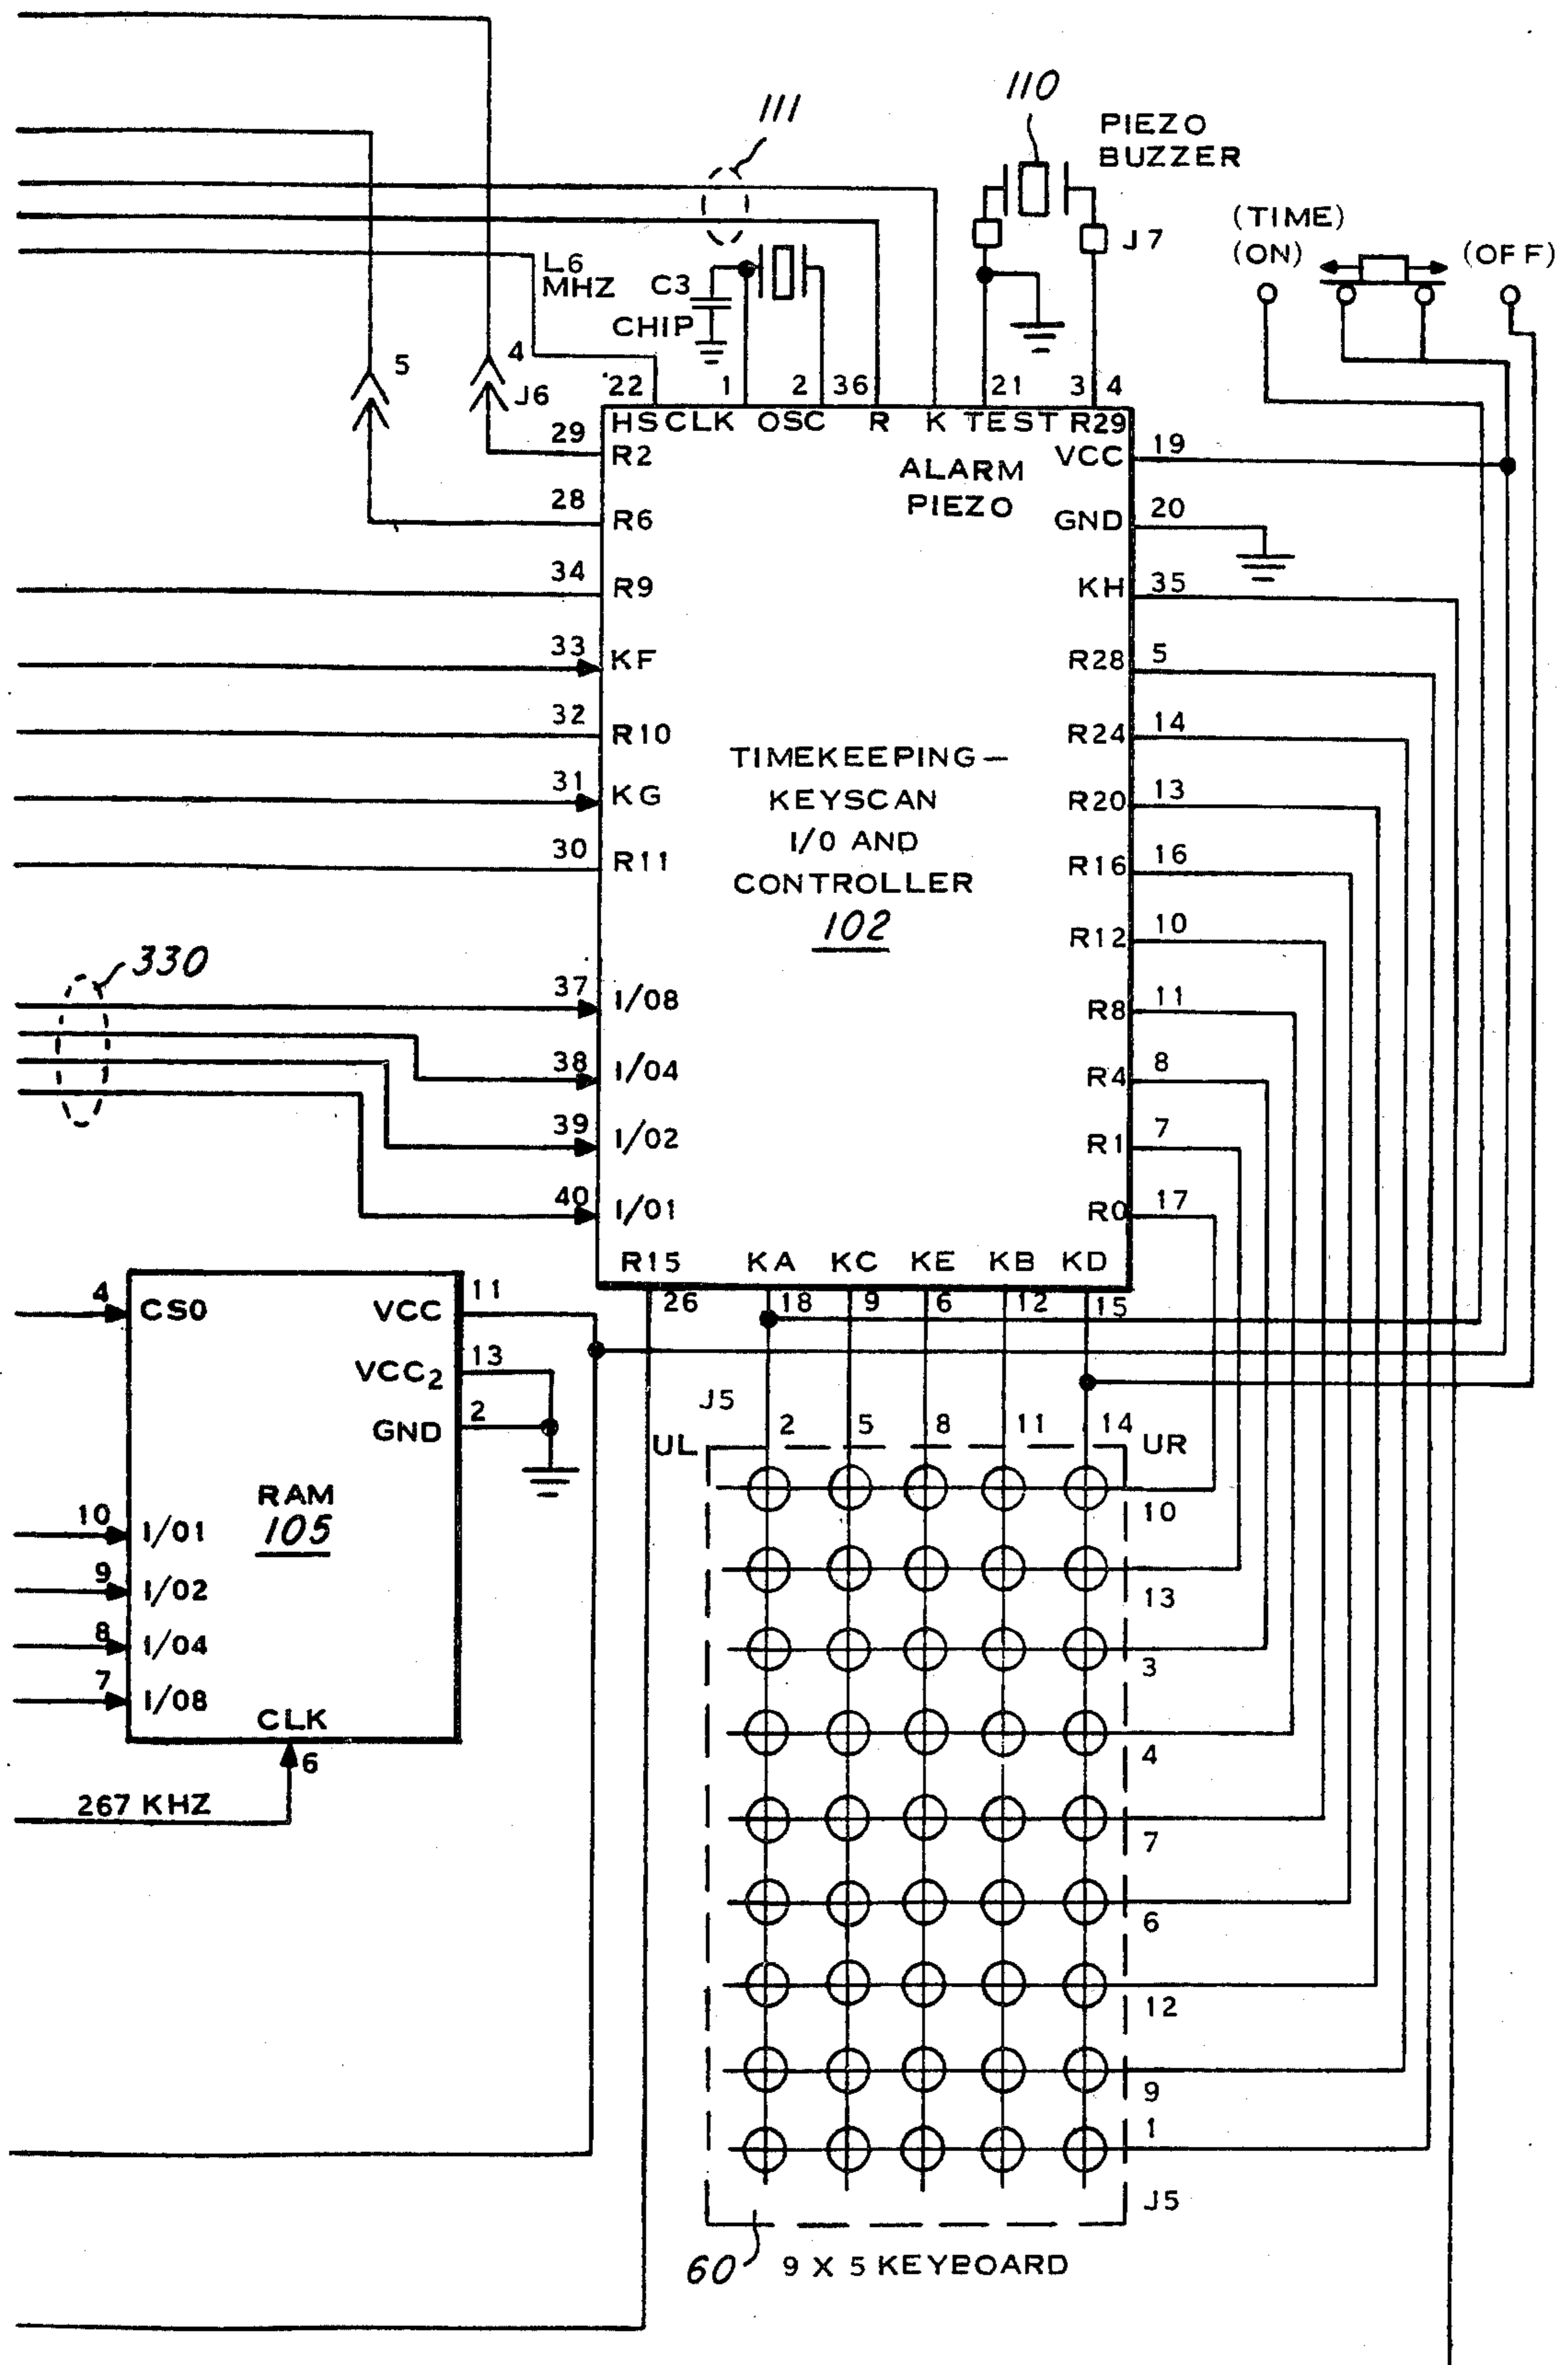 111
110
PIEZO
BUZZER
J7
(TIME)
(ON)
(OFF)
L6
MHZ
C3
CHIP
5
4
J6
22
1
2
36
21
3
4
HS CLK
OSC
R
K
TEST
R29
29
R2
ALARM
PIEZO
VCC
19
28
R6
GND
20
34
R9
KH
35
33
KF
R28
5
32
R10
R24
14
TIMEKEEPING-
KEYSCAN
I/O AND
CONTROLLER
102
31
KG
R20
13
30
R11
R16
16
R12
10
330
37
I/08
R8
11
38
I/04
R4
8
39
I/02
R1
7
40
I/01
R0
17
R15
KA
KC
KE
KB
KD
26
18
9
6
12
15
4
CS0
VCC
11
VCC2
13
GND
2
RAM
105
10
I/01
9
I/02
8
I/04
7
I/08
CLK
6
267 KHZ
J5
UL
2
5
8
11
14
UR
10
13
3
4
7
6
12
9
1
J5
60
9 X 5 KEYBOARD